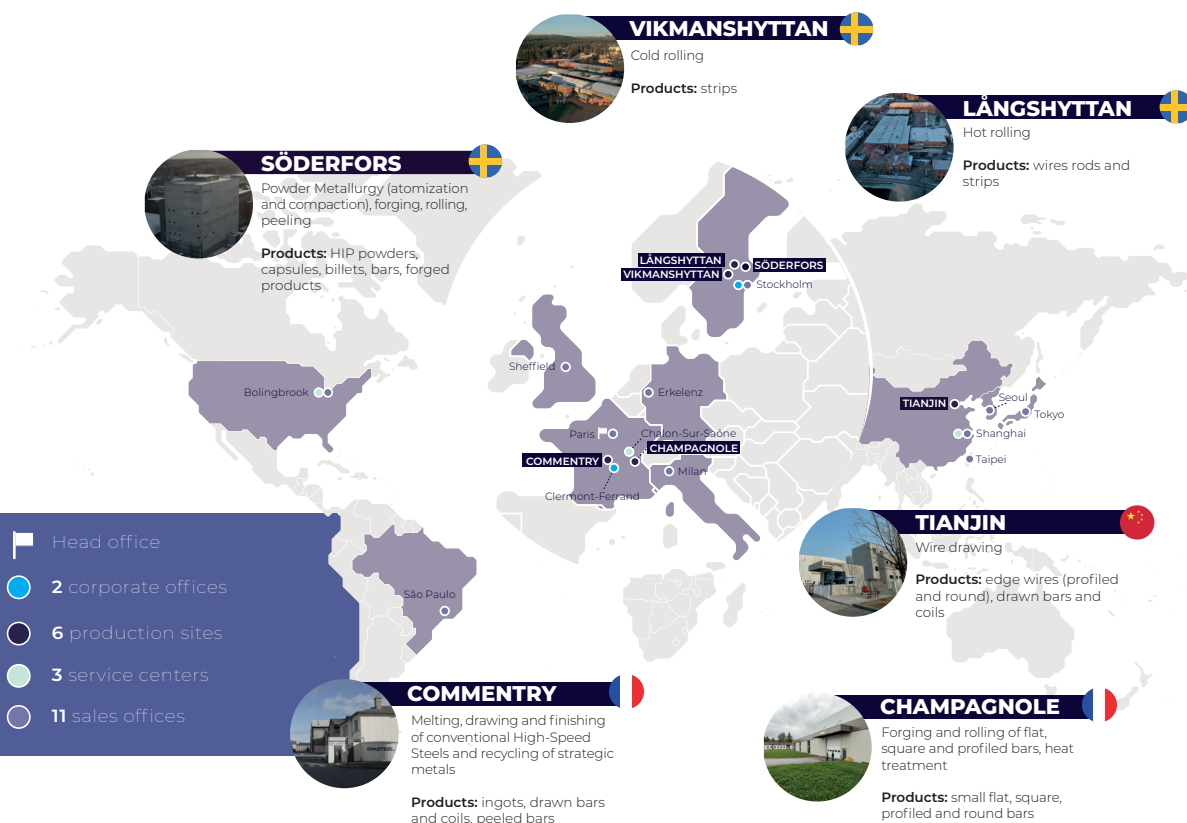 VIKMANSHYTTAN
Cold rolling
Products: strips
LÅNGSHYTTAN
Hot rolling
Products: wires rods and
strips
SÖDERFORS
Powder Metallurgy (atomization
and compaction), forging, rolling,
peeling
Products: HIP powders,
capsules, billets, bars, forged
products
LÅNGSHYTTAN
VIKMANSHYTTAN
SÖDERFORS
Stockholm
Sheffield
Bolingbrook
Erkelenz
Paris
Chalon-Sur-Saône
CHAMPAGNOLE
COMMENTRY
Milan
Clermont-Ferrand
TIANJIN
Seoul
Tokyo
Shanghai
Taipei
São Paulo
Head office
2 corporate offices
6 production sites
3 service centers
11 sales offices
TIANJIN
Wire drawing
Products: edge wires (profiled
and round), drawn bars and
coils
COMMENTRY
Melting, drawing and finishing
of conventional High-Speed
Steels and recycling of strategic
metals
Products: ingots, drawn bars
and coils, peeled bars
ERASTEEL
CHAMPAGNOLE
Forging and rolling of flat,
square and profiled bars, heat
treatment
Products: small flat, square,
profiled and round bars